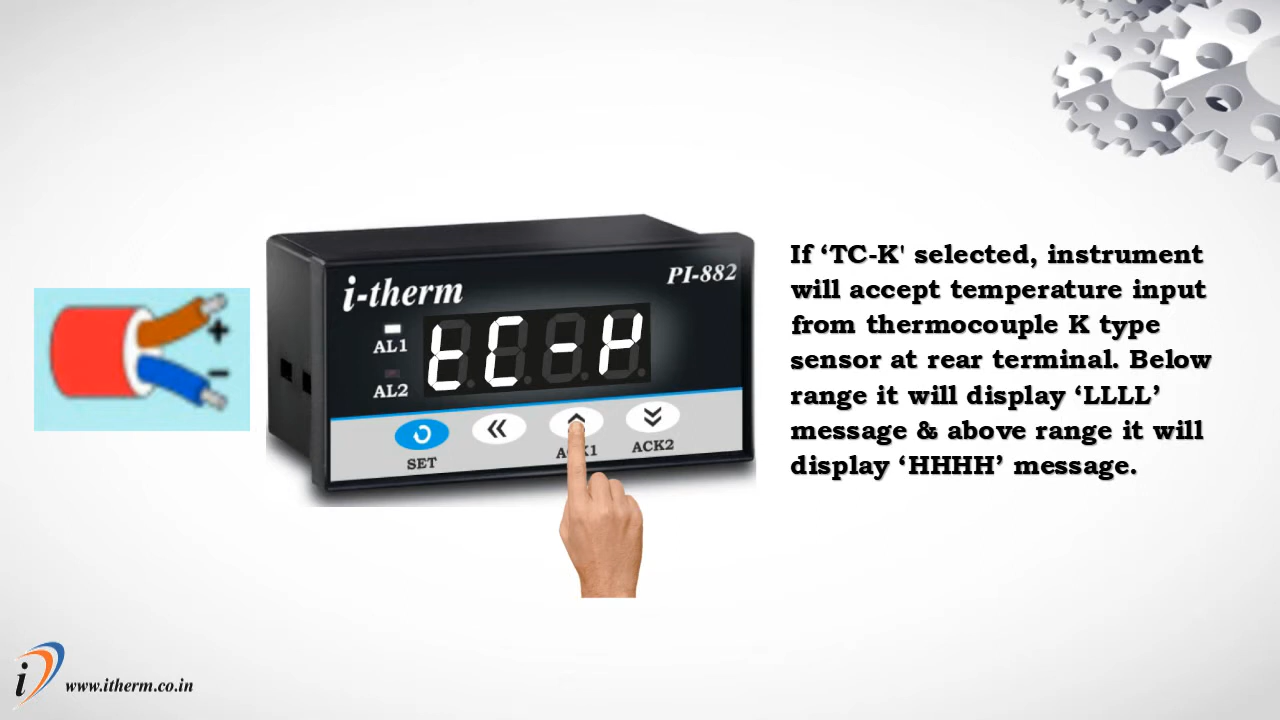 i-therm
PI-882
AL1
AL2
tC-K
SET
ACK1
ACK2
+
-
If ‘TC-K' selected, instrument
will accept temperature input
from thermocouple K type
sensor at rear terminal. Below
range it will display ‘LLLL’
message & above range it will
display ‘HHHH’ message.
i
www.itherm.co.in